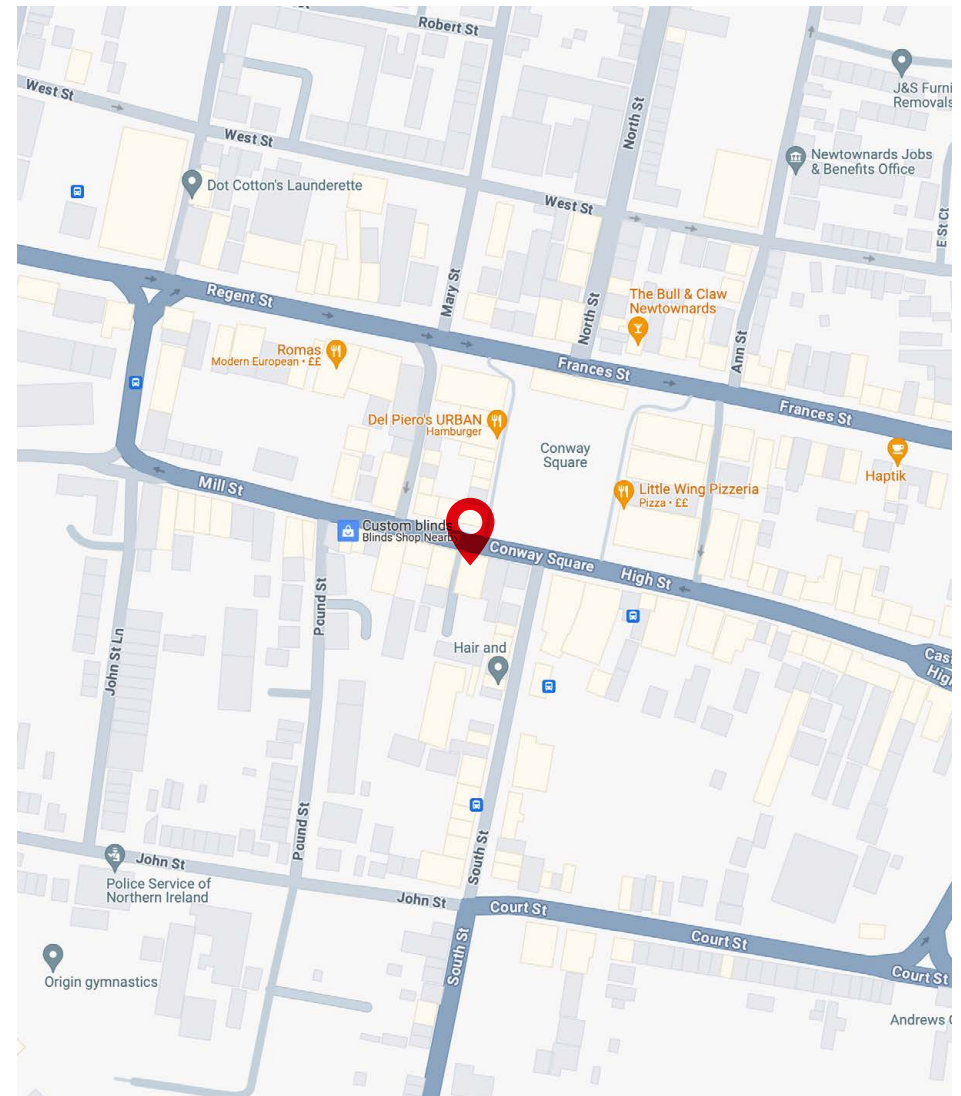 Robert St
J&S Furni
Removals
West St
West St
North St
Newtownards Jobs
& Benefits Office
Dot Cotton's Launderette
West St
E St Ct
Mary St
Regent St
The Bull & Claw
Newtownards
North St
Ann St
Romas
Modern European • ££
Frances St
Frances St
Del Piero's URBAN
Hamburger
Conway
Square
Haptik
Mill St
Little Wing Pizzeria
Pizza • ££
Custom blinds
Blinds Shop Nearby
Conway Square
High St
Pound St
John St Ln
Hair and
Cas
Hig
Pound St
South St
John St
Police Service of
Northern Ireland
John St
Court St
Court St
South St
Court St
Origin gymnastics
Andrews